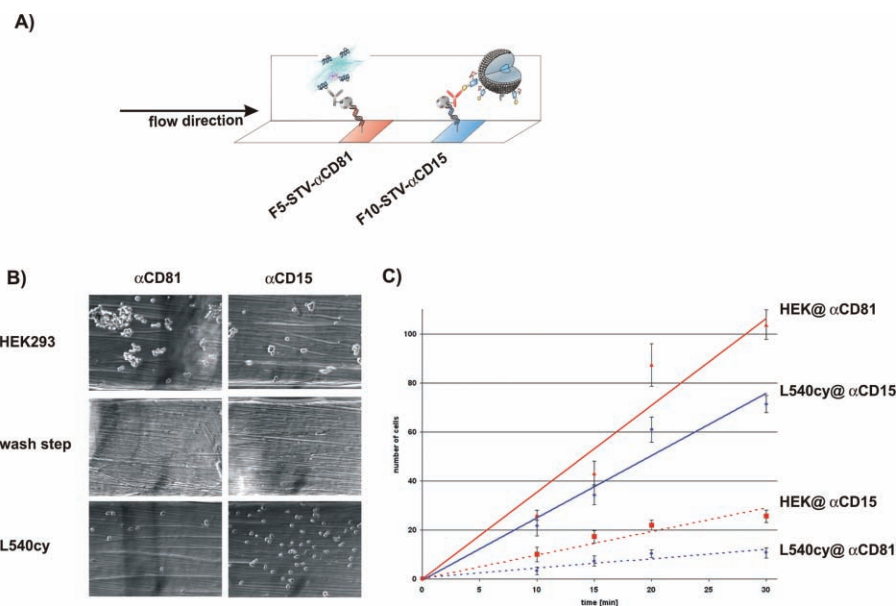 A)
flow direction
F5-STV-αCD81
F10-STV-αCD15
B)
αCD81
αCD15
HEK293
wash step
L540cy
C)
number of cells
100
80
60
40
20
0
0
10
15
20
30
time [min]
HEK@ αCD81
L540cy@ αCD15
HEK@ αCD15
L540cy@ αCD81